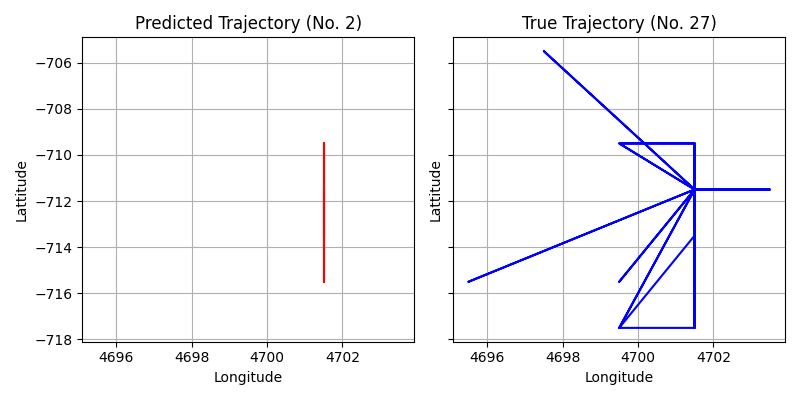 Predicted Trajectory (No. 2)
True Trajectory (No. 27)
Lattitude
−706
−708
−710
−712
−714
−716
−718
4696
4698
4700
4702
Longitude
Lattitude
4696
4698
4700
4702
Longitude